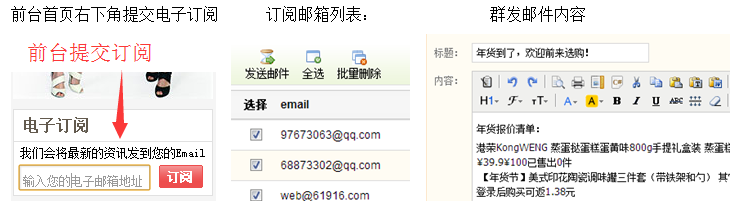 前台首页右下角提交电子订阅
前台提交订阅
电子订阅
我们会将最新的资讯发到您的Email
输入您的电子邮箱地址
订阅
订阅邮箱列表：
发送邮件 全选 批量删除
选择 email
97673063@qq.com
68873302@qq.com
web@61916.com
群发邮件内容
标题： 年货到了，欢迎前来选购！
内容：
H1 F тT A A B I U ABC
年货报价清单：
港荣KongWENG 蒸蛋挞蛋糕蛋黄味800g手提礼盒装 蒸蛋糕
¥39.9¥100已售出0件
【年货节】美式印花陶瓷调味罐三件套（带铁架和勺） 其
登录后购买可返1.38元